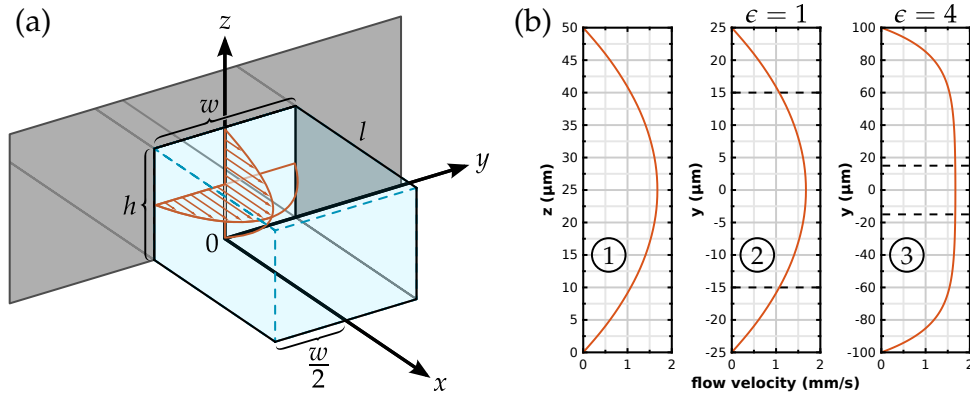 (a)
z
w
l
y
h
0
w
2
x
(b)
ϵ = 1
ϵ = 4
50
45
40
35
30
25
20
15
10
5
0
z (µm)
1
0 1 2
25
20
15
10
5
0
-5
-10
-15
-20
-25
y (µm)
2
0 1 2
100
80
60
40
20
0
-20
-40
-60
-80
-100
y (µm)
3
0 1 2
flow velocity (mm/s)